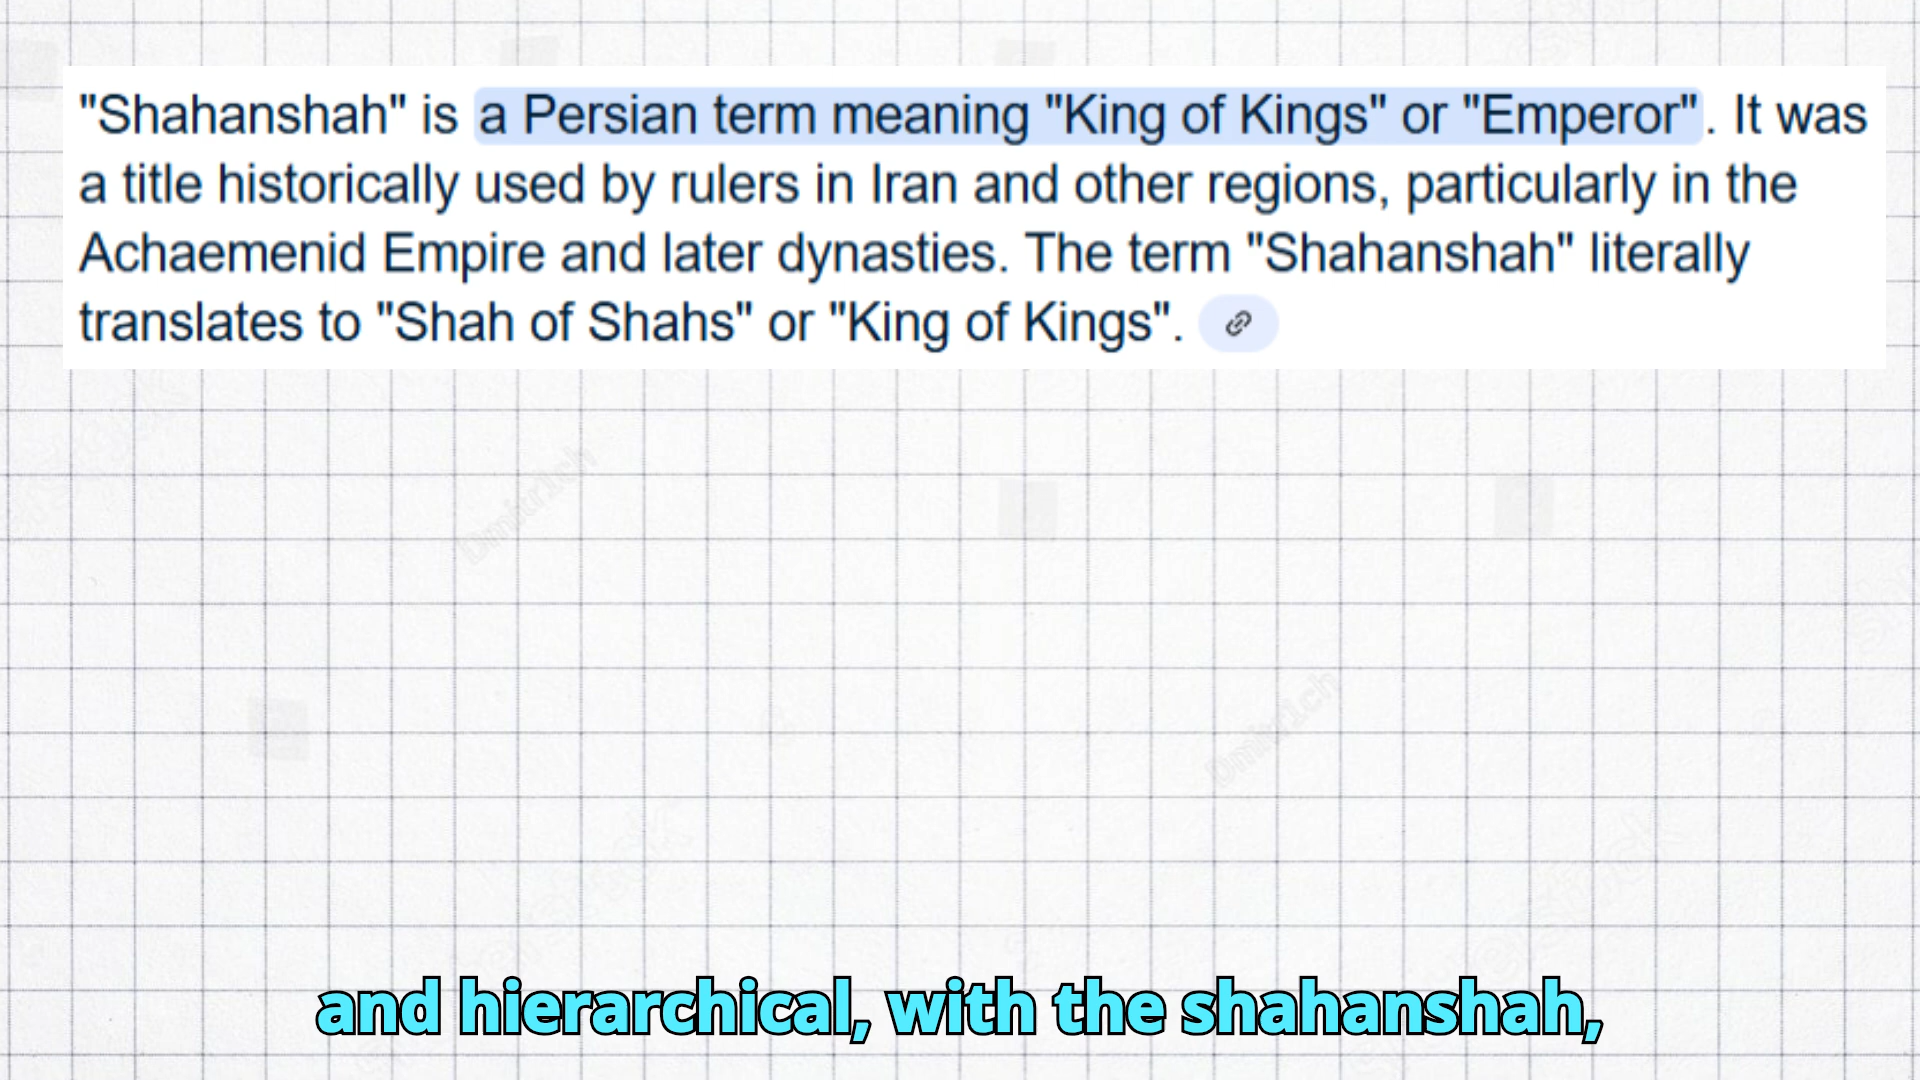 "Shahanshah" is a Persian term meaning "King of Kings" or "Emperor". It was
a title historically used by rulers in Iran and other regions, particularly in the
Achaemenid Empire and later dynasties. The term "Shahanshah" literally
translates to "Shah of Shahs" or "King of Kings".
Dmitrich
Dmitrich
and hierarchical, with the shahanshah,